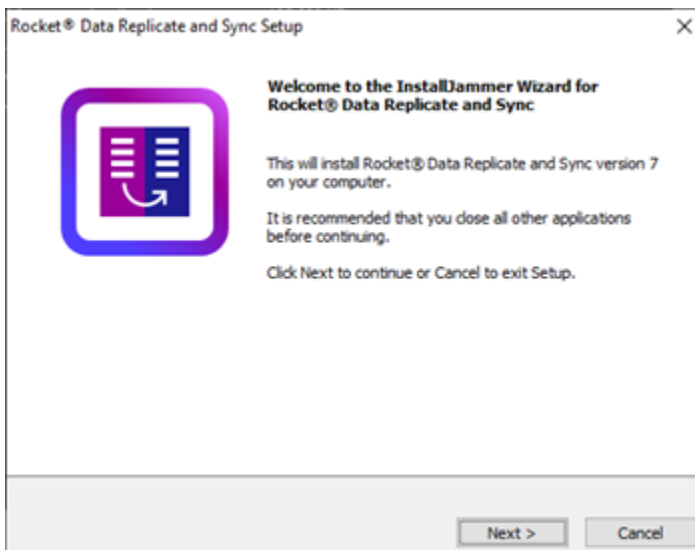 Rocket® Data Replicate and Sync Setup
Welcome to the InstallJammer Wizard for
Rocket® Data Replicate and Sync
This will install Rocket® Data Replicate and Sync version 7
on your computer.
It is recommended that you close all other applications
before continuing.
Click Next to continue or Cancel to exit Setup.
Next >
Cancel